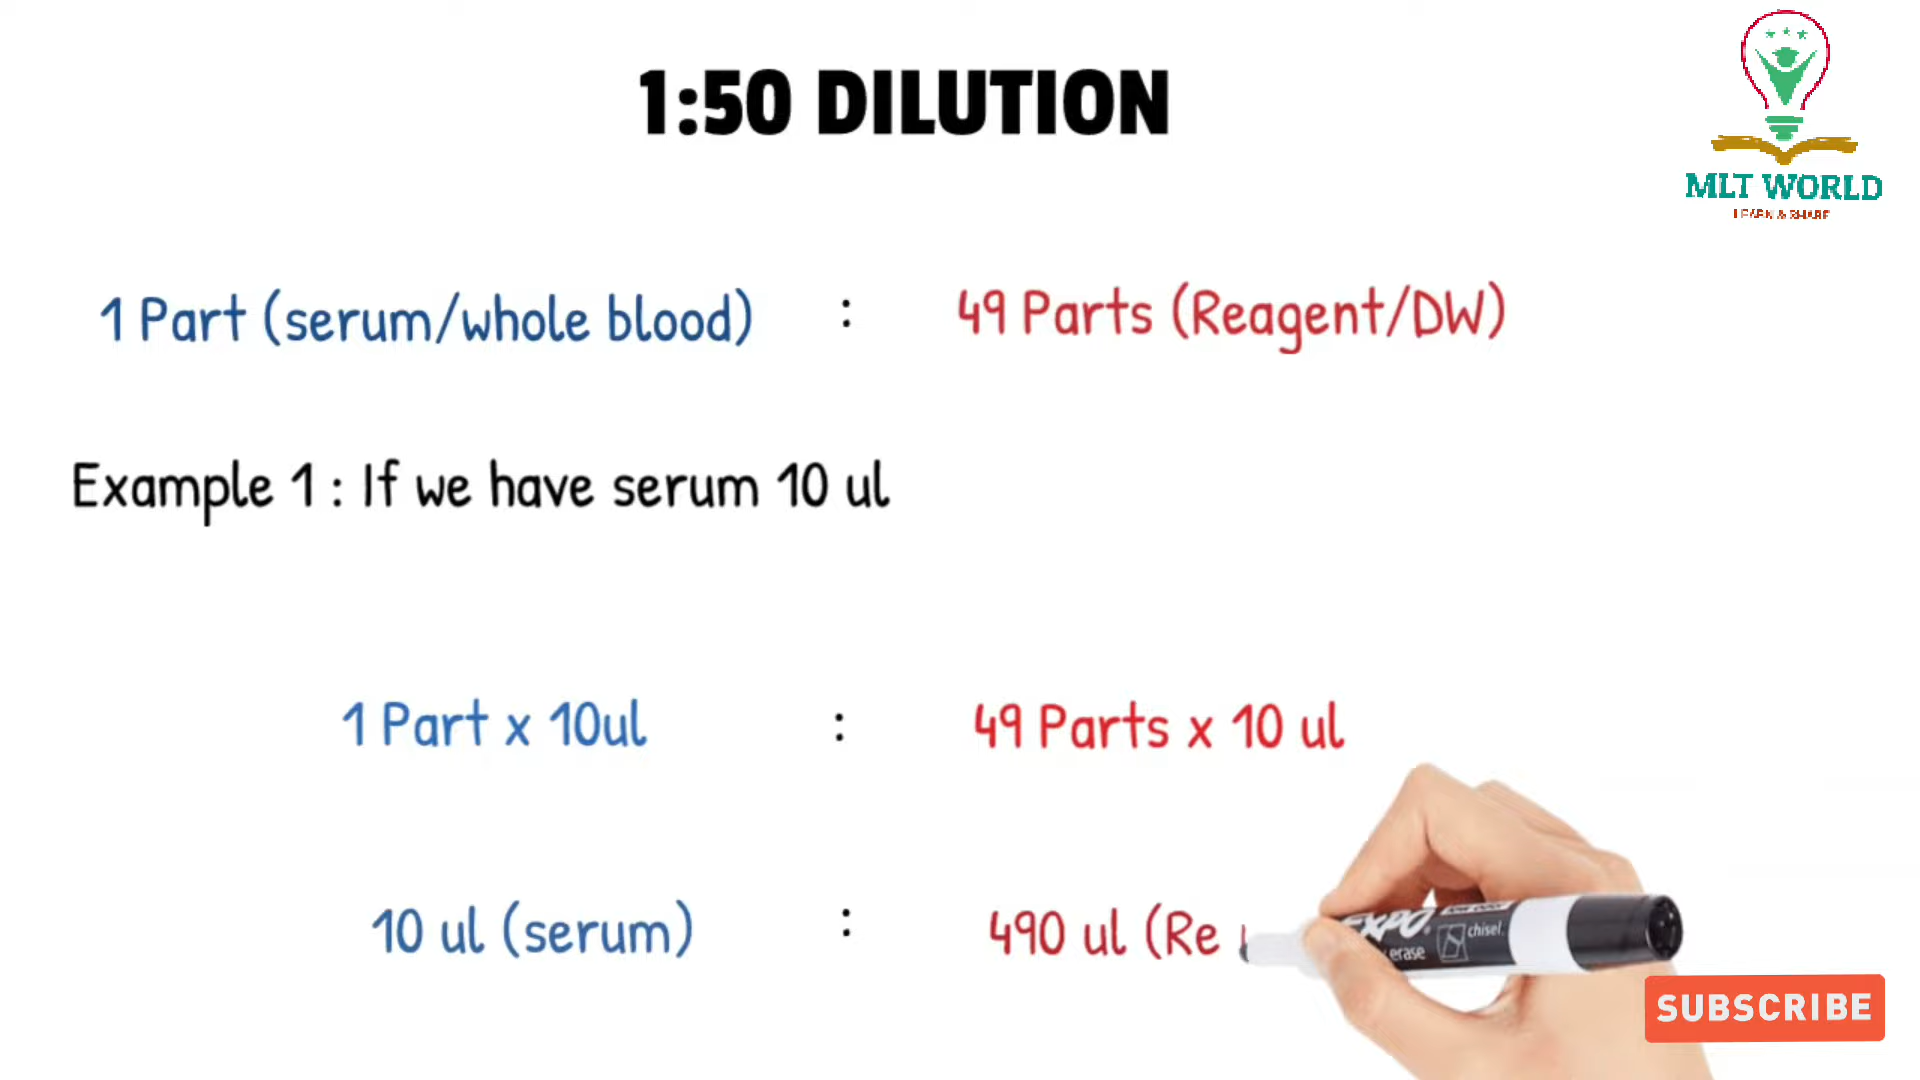 1:50 DILUTION
MLT WORLD
LEARN & SHARE
1 Part (serum/whole blood) : 49 Parts (Reagent/DW)
Example 1 : If we have serum 10 ul
1 Part x 10ul : 49 Parts x 10 ul
10 ul (serum) : 490 ul (Re
EXPO
chisel
erase
SUBSCRIBE